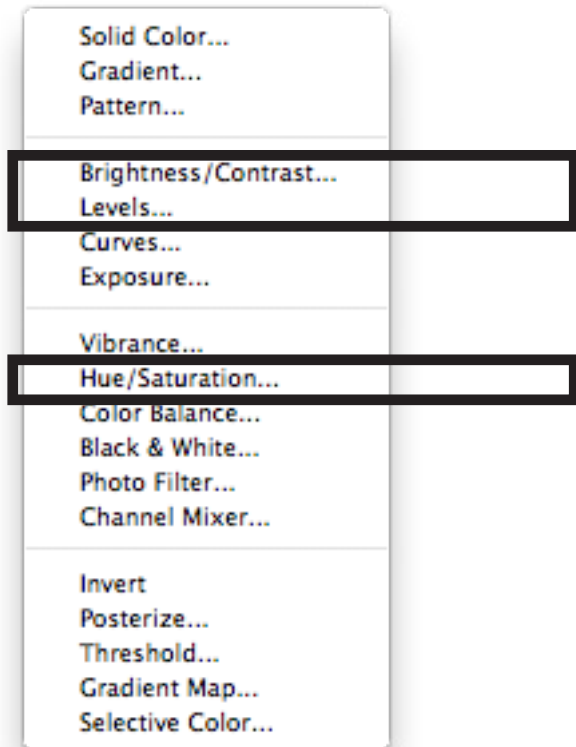 Solid Color...
Gradient...
Pattern...
Brightness/Contrast...
Levels...
Curves...
Exposure...
Vibrance...
Hue/Saturation...
Color Balance...
Black & White...
Photo Filter...
Channel Mixer...
Invert
Posterize...
Threshold...
Gradient Map...
Selective Color...